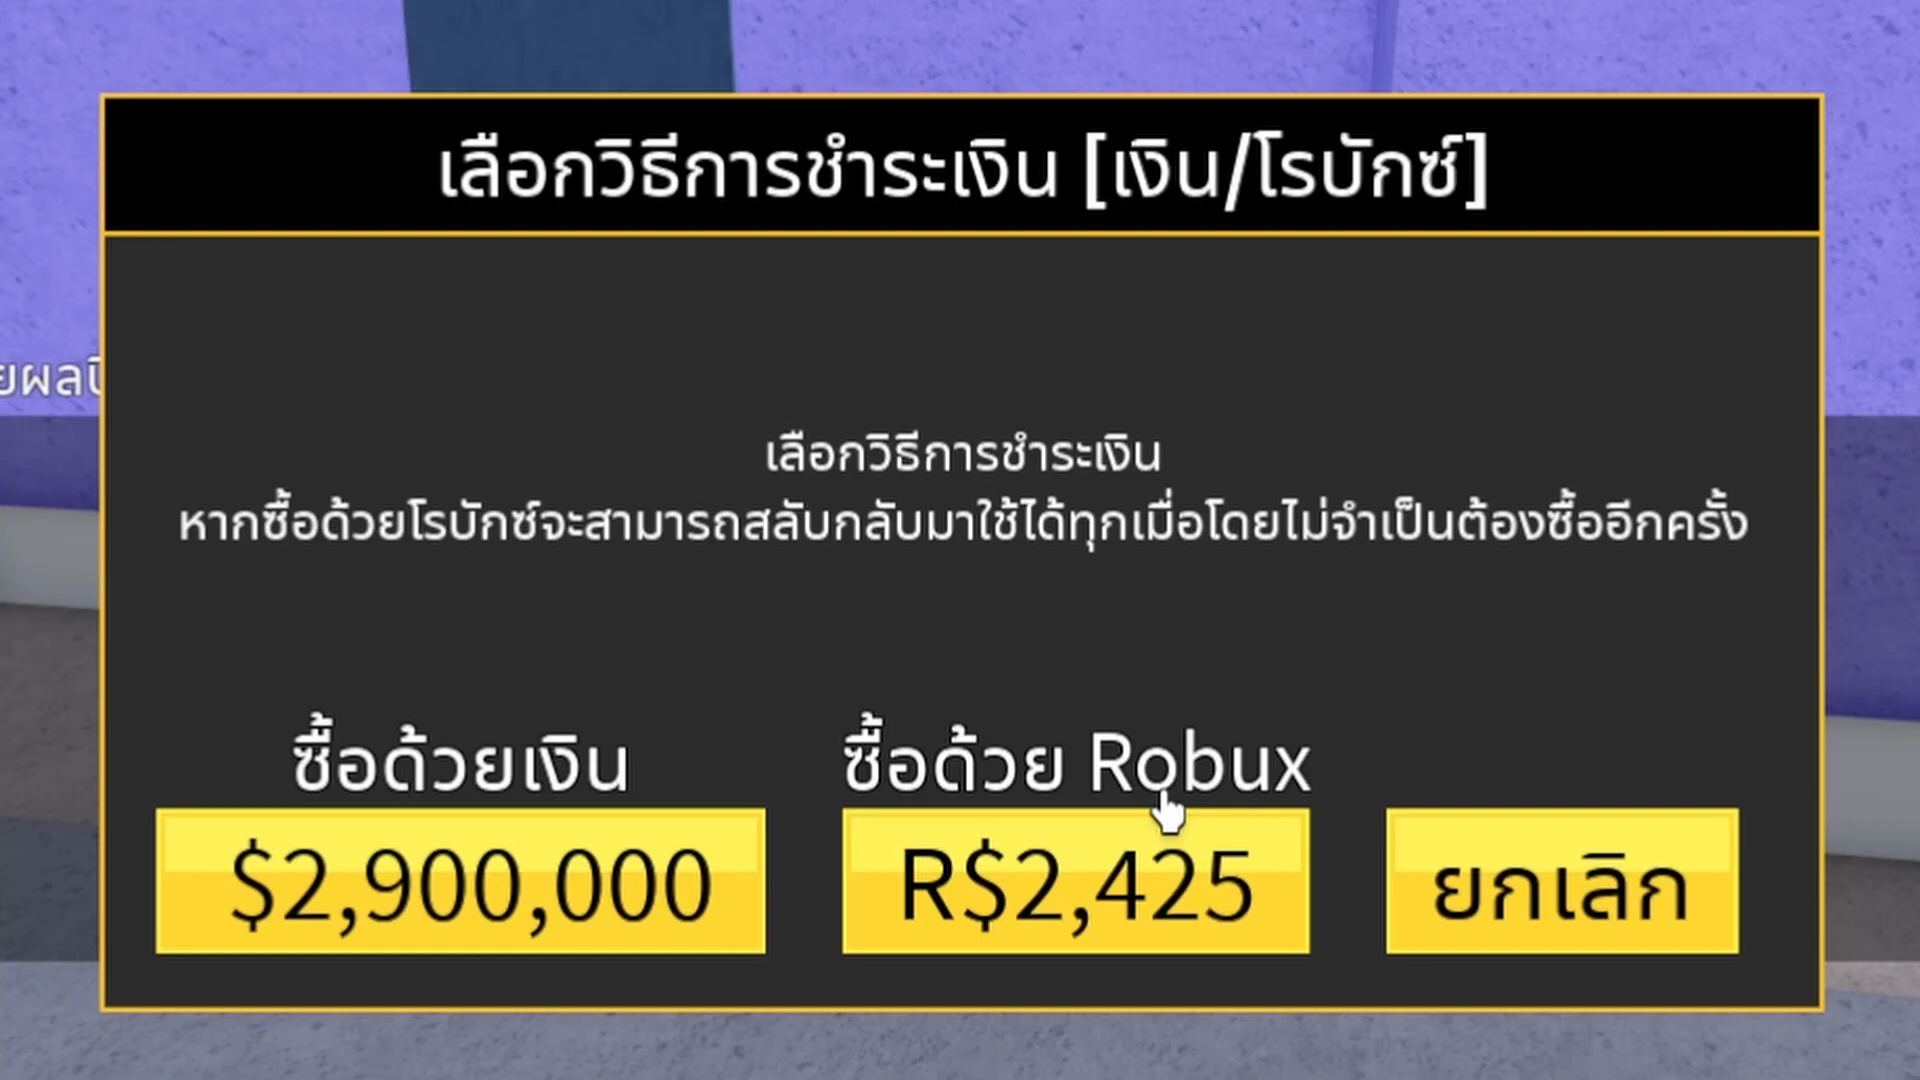 เลือกวิธีการชำระเงิน [เงิน/โรบักซ์]
เลือกวิธีการชำระเงิน
หากซื้อด้วยโรบักซ์จะสามารถสลับกลับมาใช้ได้ทุกเมื่อโดยไม่จำเป็นต้องซื้ออีกครั้ง
ซื้อด้วยเงิน
ซื้อด้วย Robux
$2,900,000
R$2,425
ยกเลิก